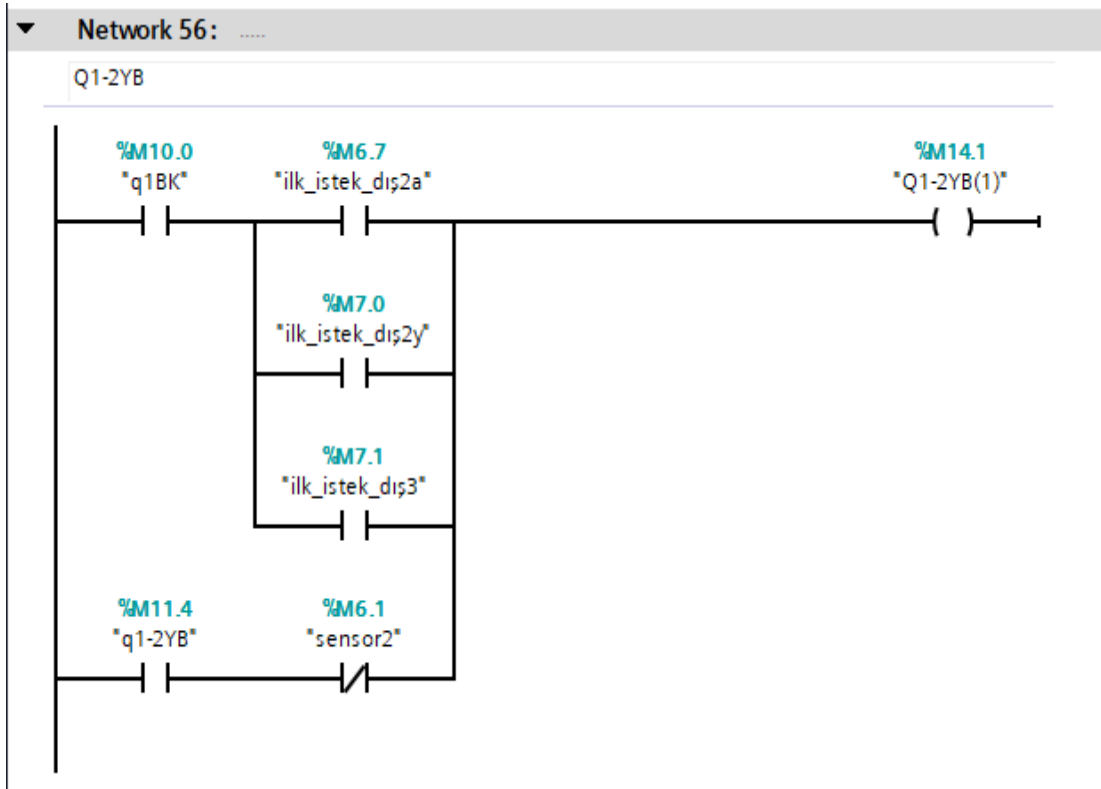 Network 56: .....
Q1-2YB
%M10.0 %M6.7 %M14.1
"q1BK" "ilk_istek_dış2a" "Q1-2YB(1)"
%M7.0
"ilk_istek_dış2y"
%M7.1
"ilk_istek_dış3"
%M11.4 %M6.1
"q1-2YB" "sensor2"